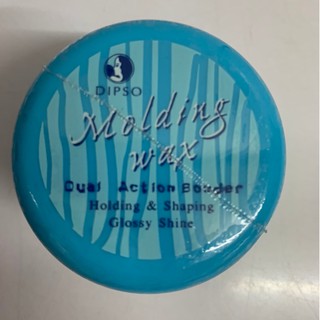 DIPSO
Molding
wax
Dual Action Bonder
Holding & Shaping
Glossy Shine